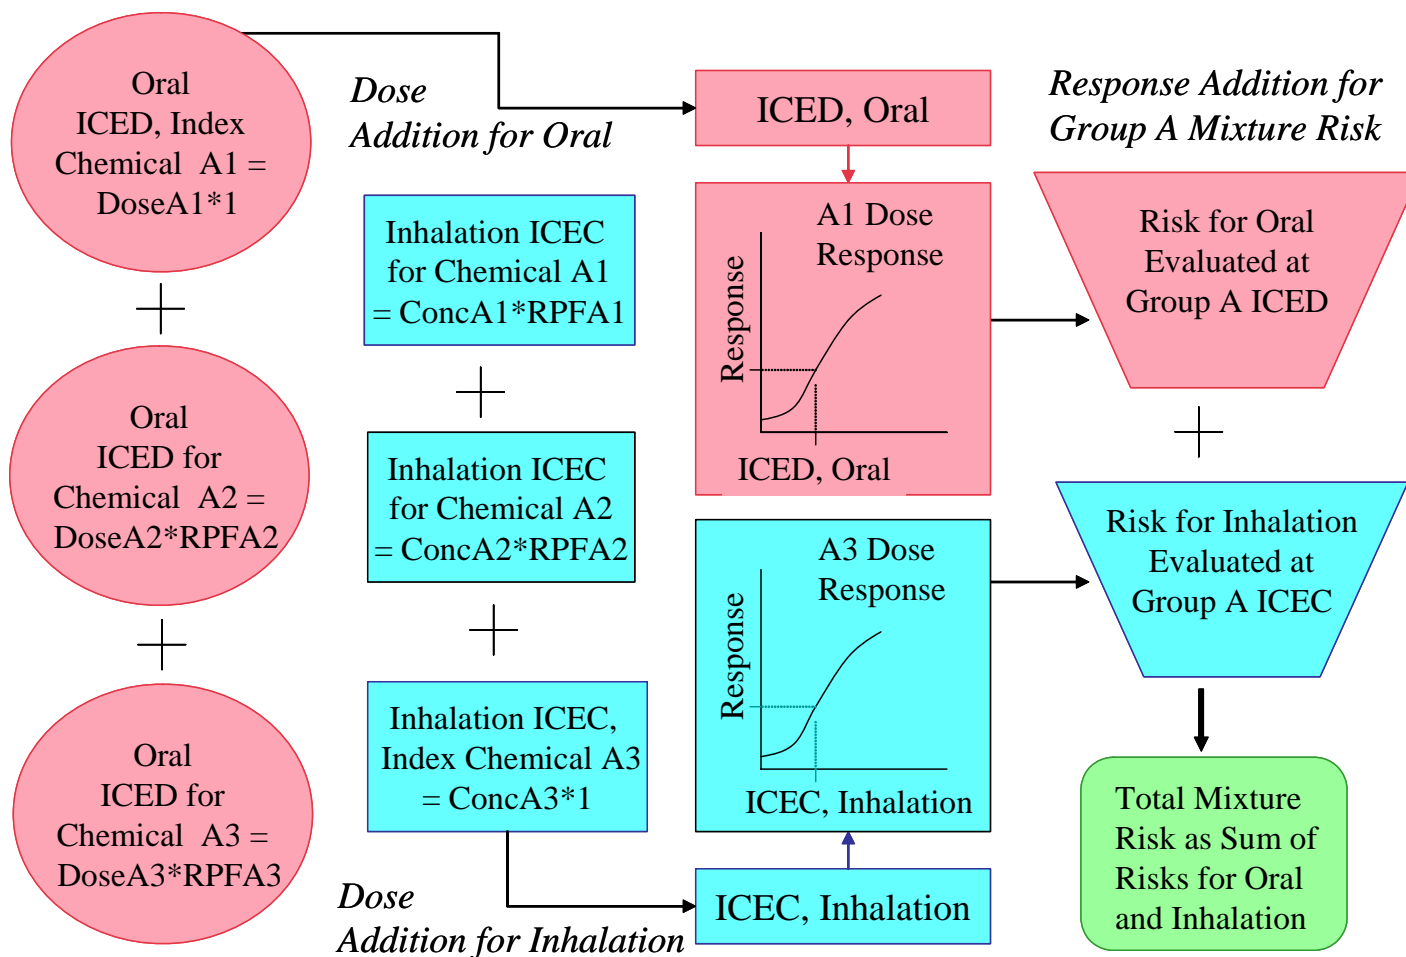 Oral
ICED, Index
Chemical A1 =
DoseA1*1
Oral
ICED for
Chemical A2 =
DoseA2*RPFA2
Oral
ICED for
Chemical A3 =
DoseA3*RPFA3
Dose
Addition for Oral
Inhalation ICEC
for Chemical A1
= ConcA1*RPFA1
Inhalation ICEC
for Chemical A2
= ConcA2*RPFA2
Inhalation ICEC,
Index Chemical A3
= ConcA3*1
Dose
Addition for Inhalation
ICED, Oral
A1 Dose
Response
Response
ICED, Oral
A3 Dose
Response
Response
ICEC, Inhalation
ICEC, Inhalation
Response Addition for
Group A Mixture Risk
Risk for Oral
Evaluated at
Group A ICED
Risk for Inhalation
Evaluated at
Group A ICEC
Total Mixture
Risk as Sum of
Risks for Oral
and Inhalation